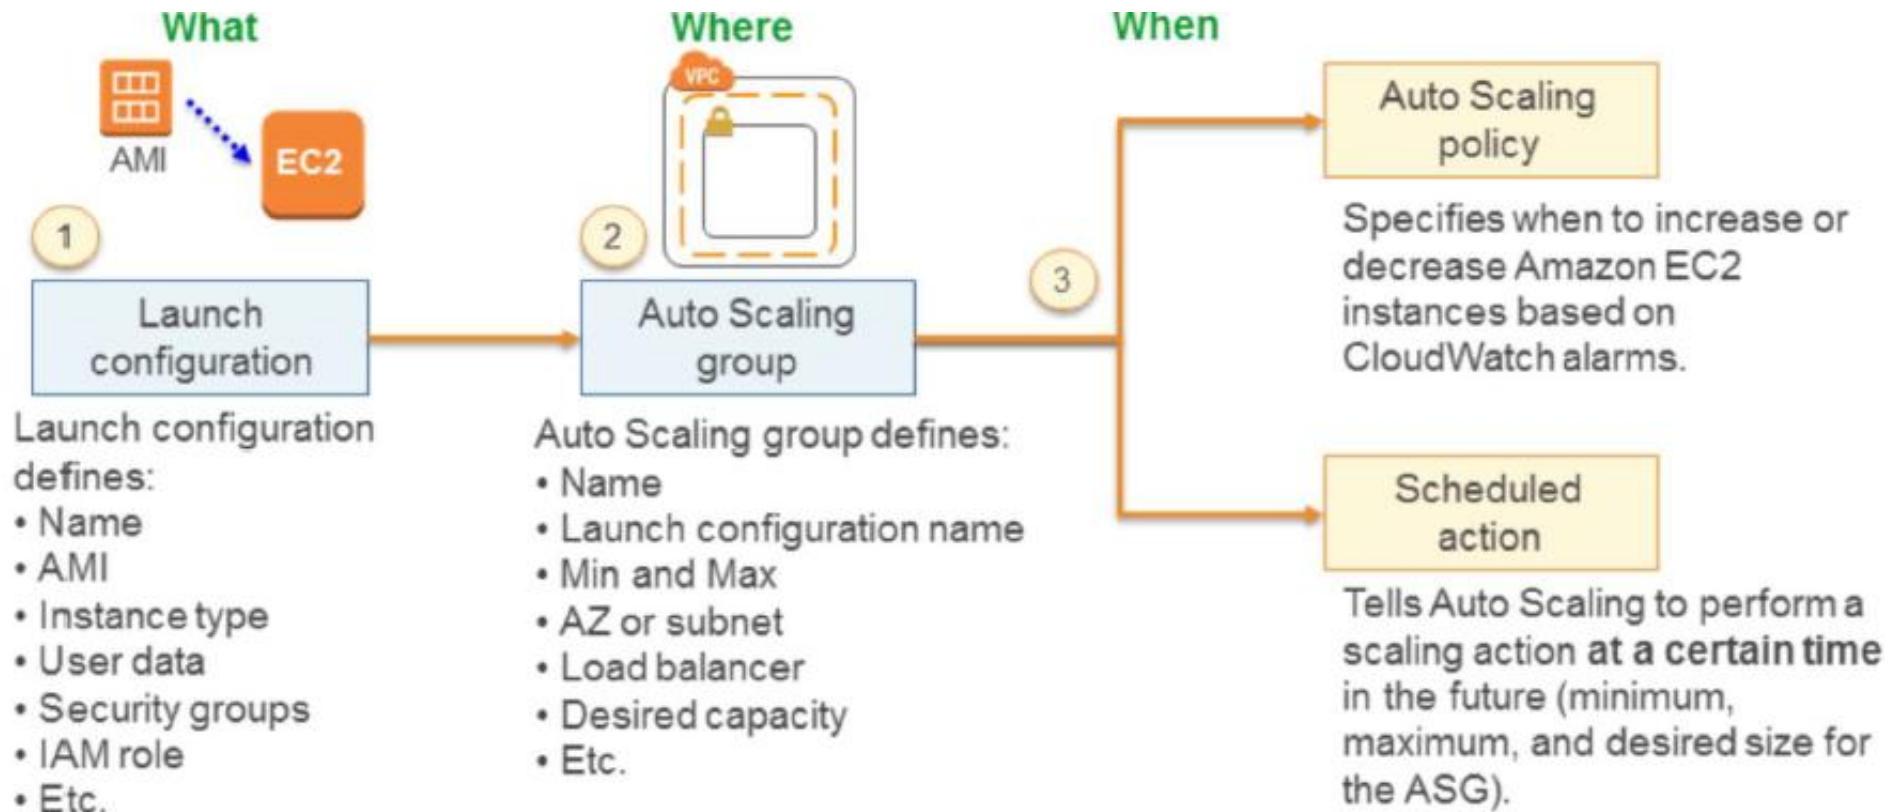 What
AMI
EC2
1
Launch
configuration
Launch configuration
defines:
• Name
• AMI
• Instance type
• User data
• Security groups
• IAM role
• Etc.
Where
VPC
2
Auto Scaling
group
Auto Scaling group defines:
• Name
• Launch configuration name
• Min and Max
• AZ or subnet
• Load balancer
• Desired capacity
• Etc.
When
3
Auto Scaling
policy
Specifies when to increase or
decrease Amazon EC2
instances based on
CloudWatch alarms.
Scheduled
action
Tells Auto Scaling to perform a
scaling action at a certain time
in the future (minimum,
maximum, and desired size for
the ASG).